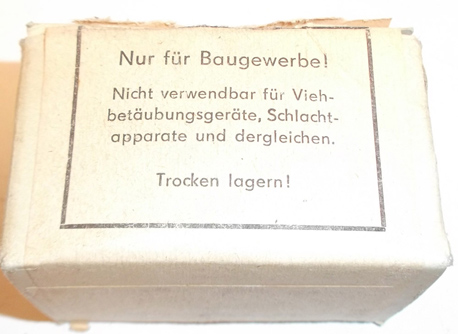 Nur für Baugewerbe!
Nicht verwendbar für Vieh-
betäubungsgeräte, Schlacht-
apparate und dergleichen.
Trocken lagern!